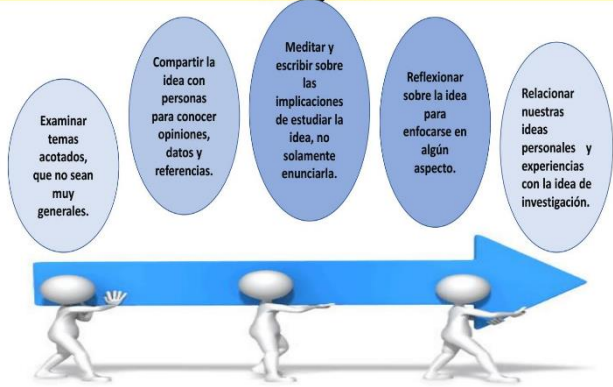 Examinar
temas
acotados,
que no sean
muy
generales.
Compartir la
idea con
personas
para conocer
opiniones,
datos y
referencias.
Meditar y
escribir sobre
las
implicaciones
de estudiar la
idea, no
solamente
enunciarla.
Reflexionar
sobre la idea
para
enfocarse en
algún
aspecto.
Relacionar
nuestras
ideas
personales y
experiencias
con la idea de
investigación.